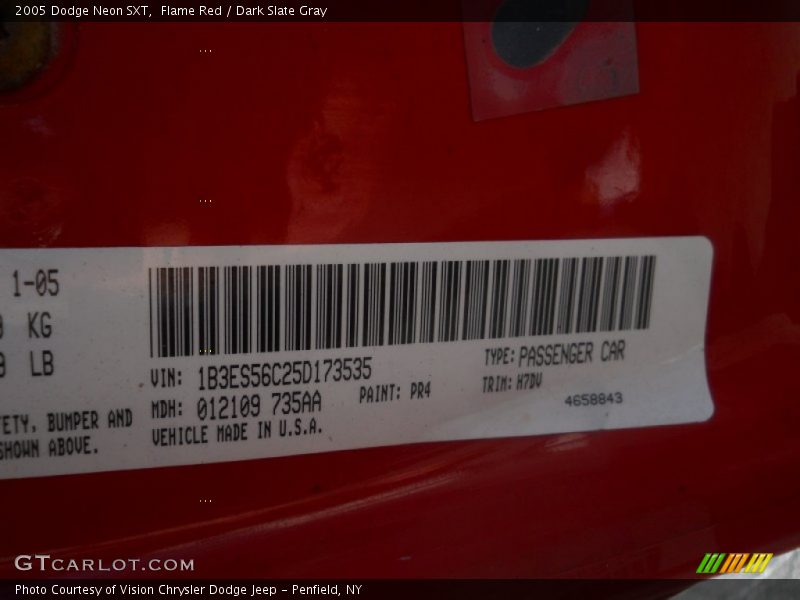 2005 Dodge Neon SXT,  Flame Red / Dark Slate Gray
...
...
1-05
KG
LB
VIN: 1B3ES56C25D173535
TYPE: PASSENGER CAR
MDH: 012109 735AA
PAINT: PR4
TRIM: H7DV
4658843
BUMPER AND
SHOWN ABOVE.
VEHICLE MADE IN U.S.A.
...
GTCARLOT.COM
Photo Courtesy of Vision Chrysler Dodge Jeep - Penfield, NY